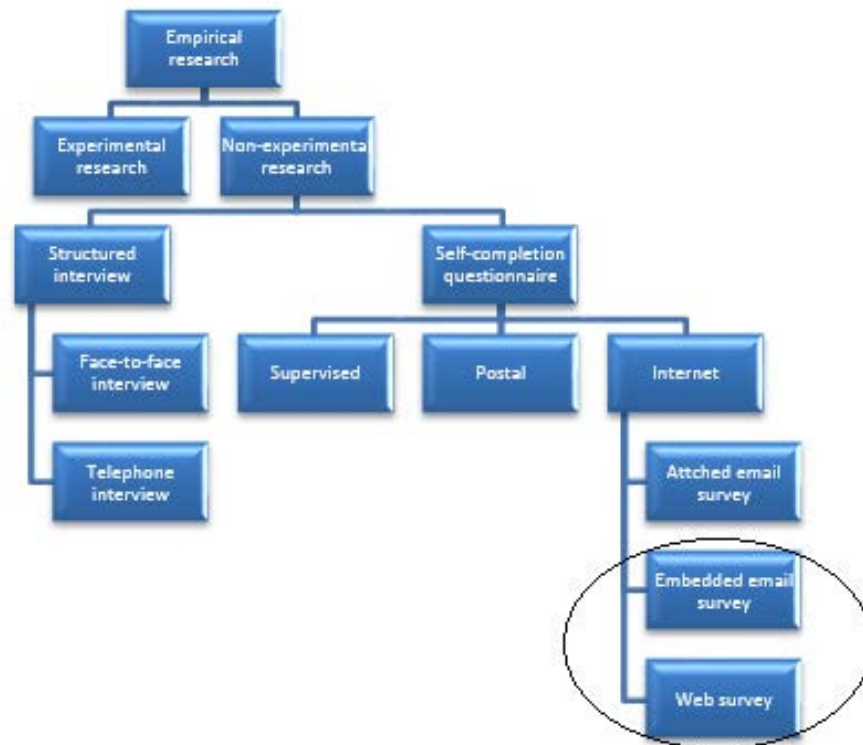 Empirical
research
Experimental
research
Non-experimental
research
Structured
interview
Self-completion
questionnaire
Face-to-face
interview
Supervised
Postal
Internet
Telephone
interview
Attched email
survey
Embedded email
survey
Web survey